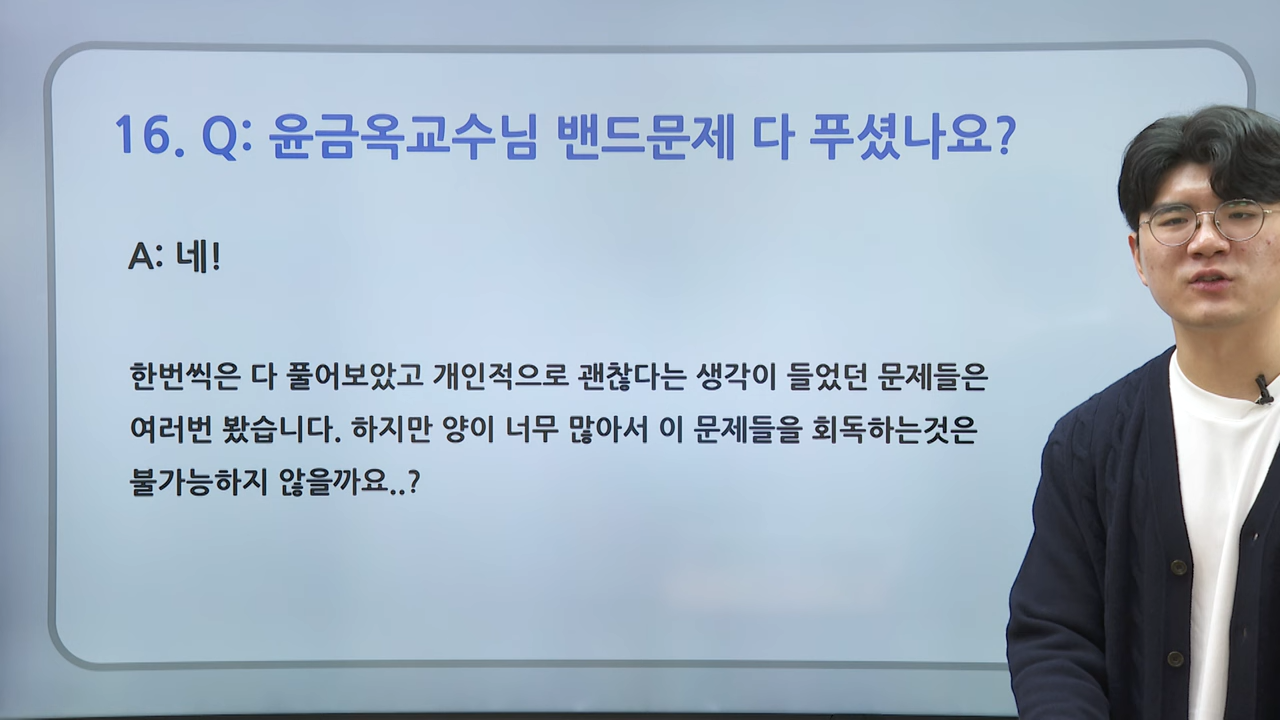 16. Q: 윤금옥교수님 밴드문제 다 푸셨나요?
A: 네!
한번씩은 다 풀어보았고 개인적으로 괜찮다는 생각이 들었던 문제들은
여러번 봤습니다. 하지만 양이 너무 많아서 이 문제들을 회독하는것은
불가능하지 않을까요..?